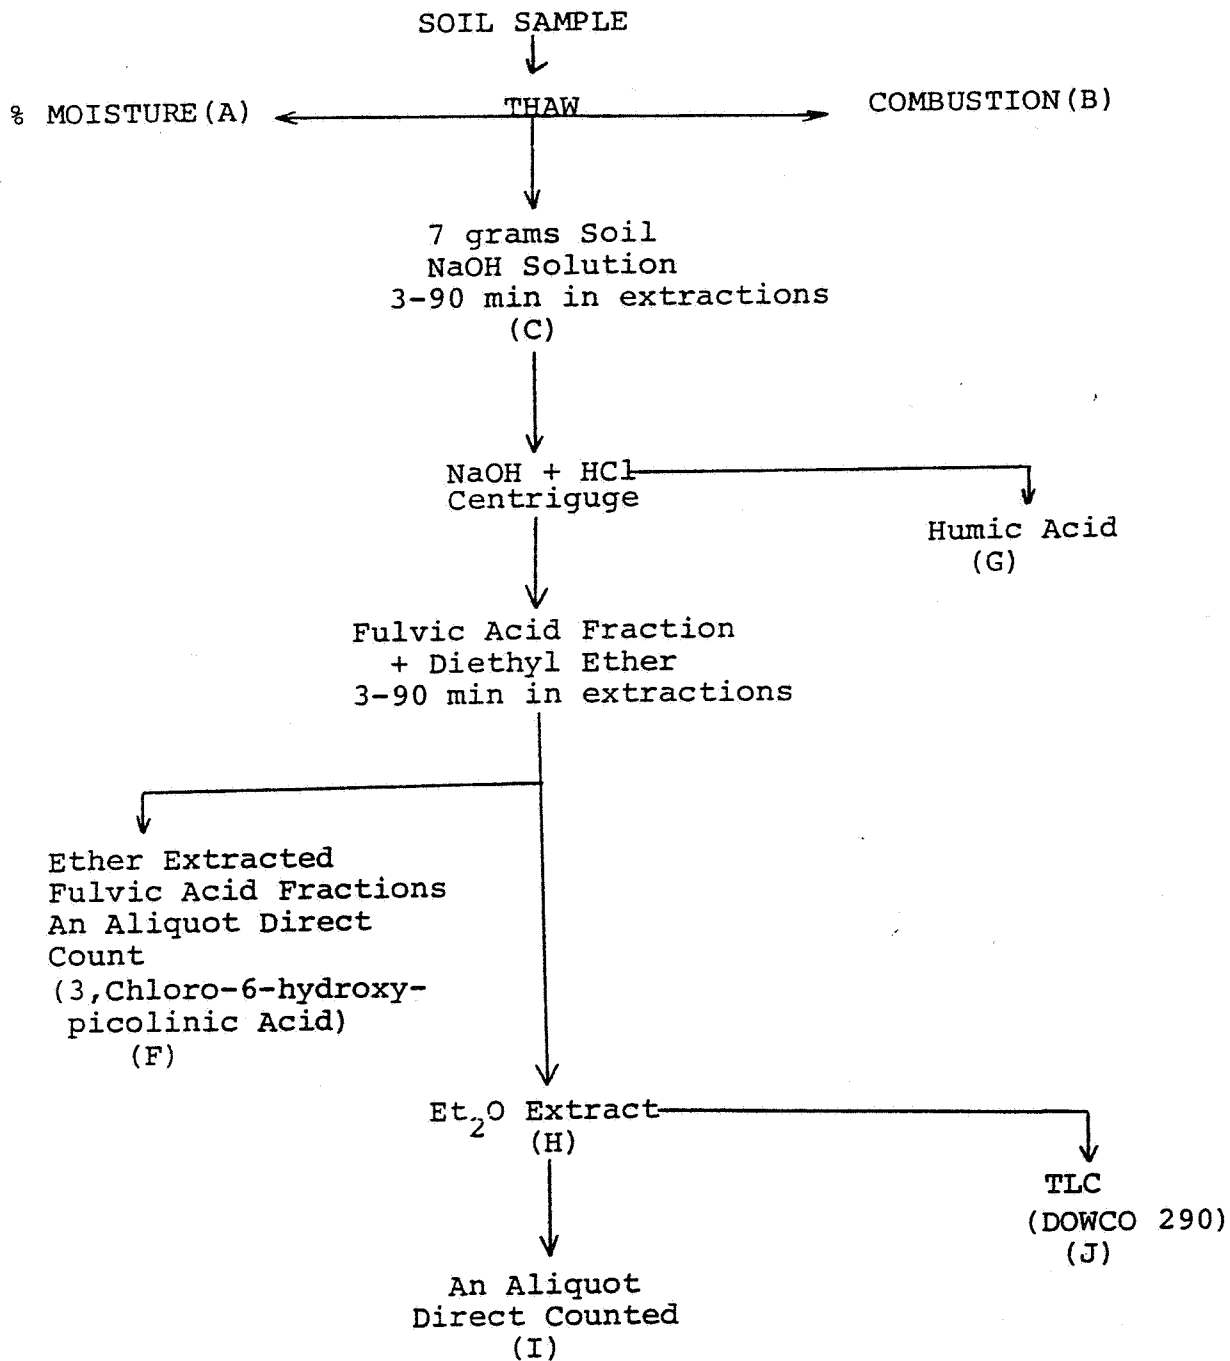 SOIL SAMPLE
% MOISTURE(A)
THAW
COMBUSTION(B)
7 grams Soil
NaOH Solution
3-90 min in extractions
(C)
NaOH + HCl
Centriguge
Humic Acid
(G)
Fulvic Acid Fraction
+ Diethyl Ether
3-90 min in extractions
Ether Extracted
Fulvic Acid Fractions
An Aliquot Direct
Count
(3,Chloro-6-hydroxy-
picolinic Acid)
(F)
Et₂O Extract
(H)
TLC
(DOWCO 290)
(J)
An Aliquot
Direct Counted
(I)